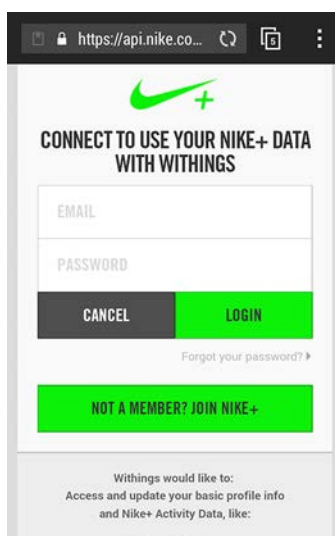 https://api.nike.co... 5
CONNECT TO USE YOUR NIKE+ DATA
WITH WITHINGS
EMAIL
PASSWORD
CANCEL LOGIN
Forgot your password?
NOT A MEMBER? JOIN NIKE+
Withings would like to:
Access and update your basic profile info
and Nike+ Activity Data, like: